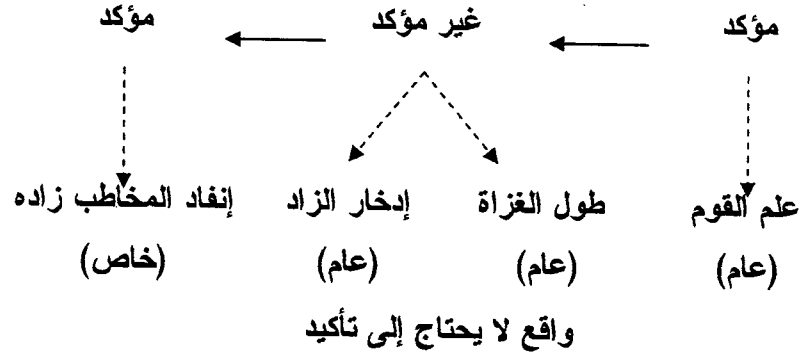 مؤكد غير مؤكد مؤكد
علم القوم طول الغزاة إدخار الزاد إنفاد المخاطب زاده
(عام) (عام) (عام) (خاص)
واقع لا يحتاج إلى تأكيد